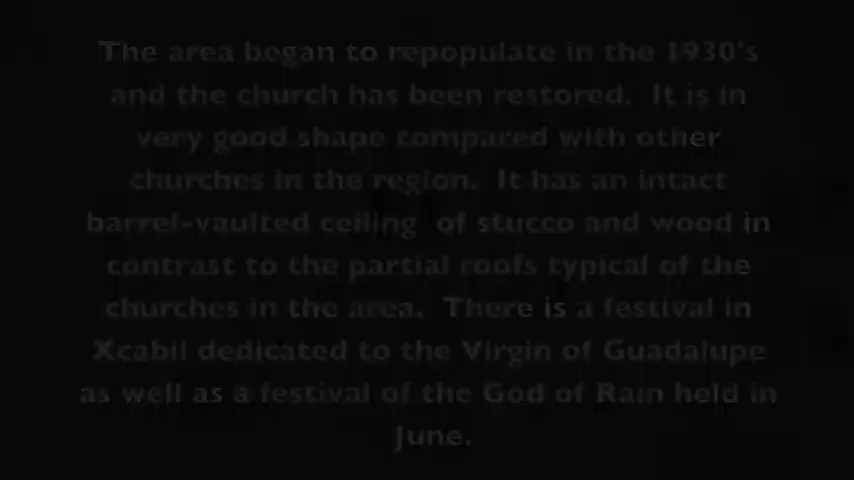 The area began to repopulate in the 1930's
and the church has been restored.  It is in
very good shape compared with other
churches in the region.  It has an intact
barrel-vaulted ceiling  of stucco and wood in
contrast to the partial roofs typical of the
churches in the area.  There is a festival in
Xcabil dedicated to the Virgin of Guadalupe
as well as a festival of the God of Rain held in
June.